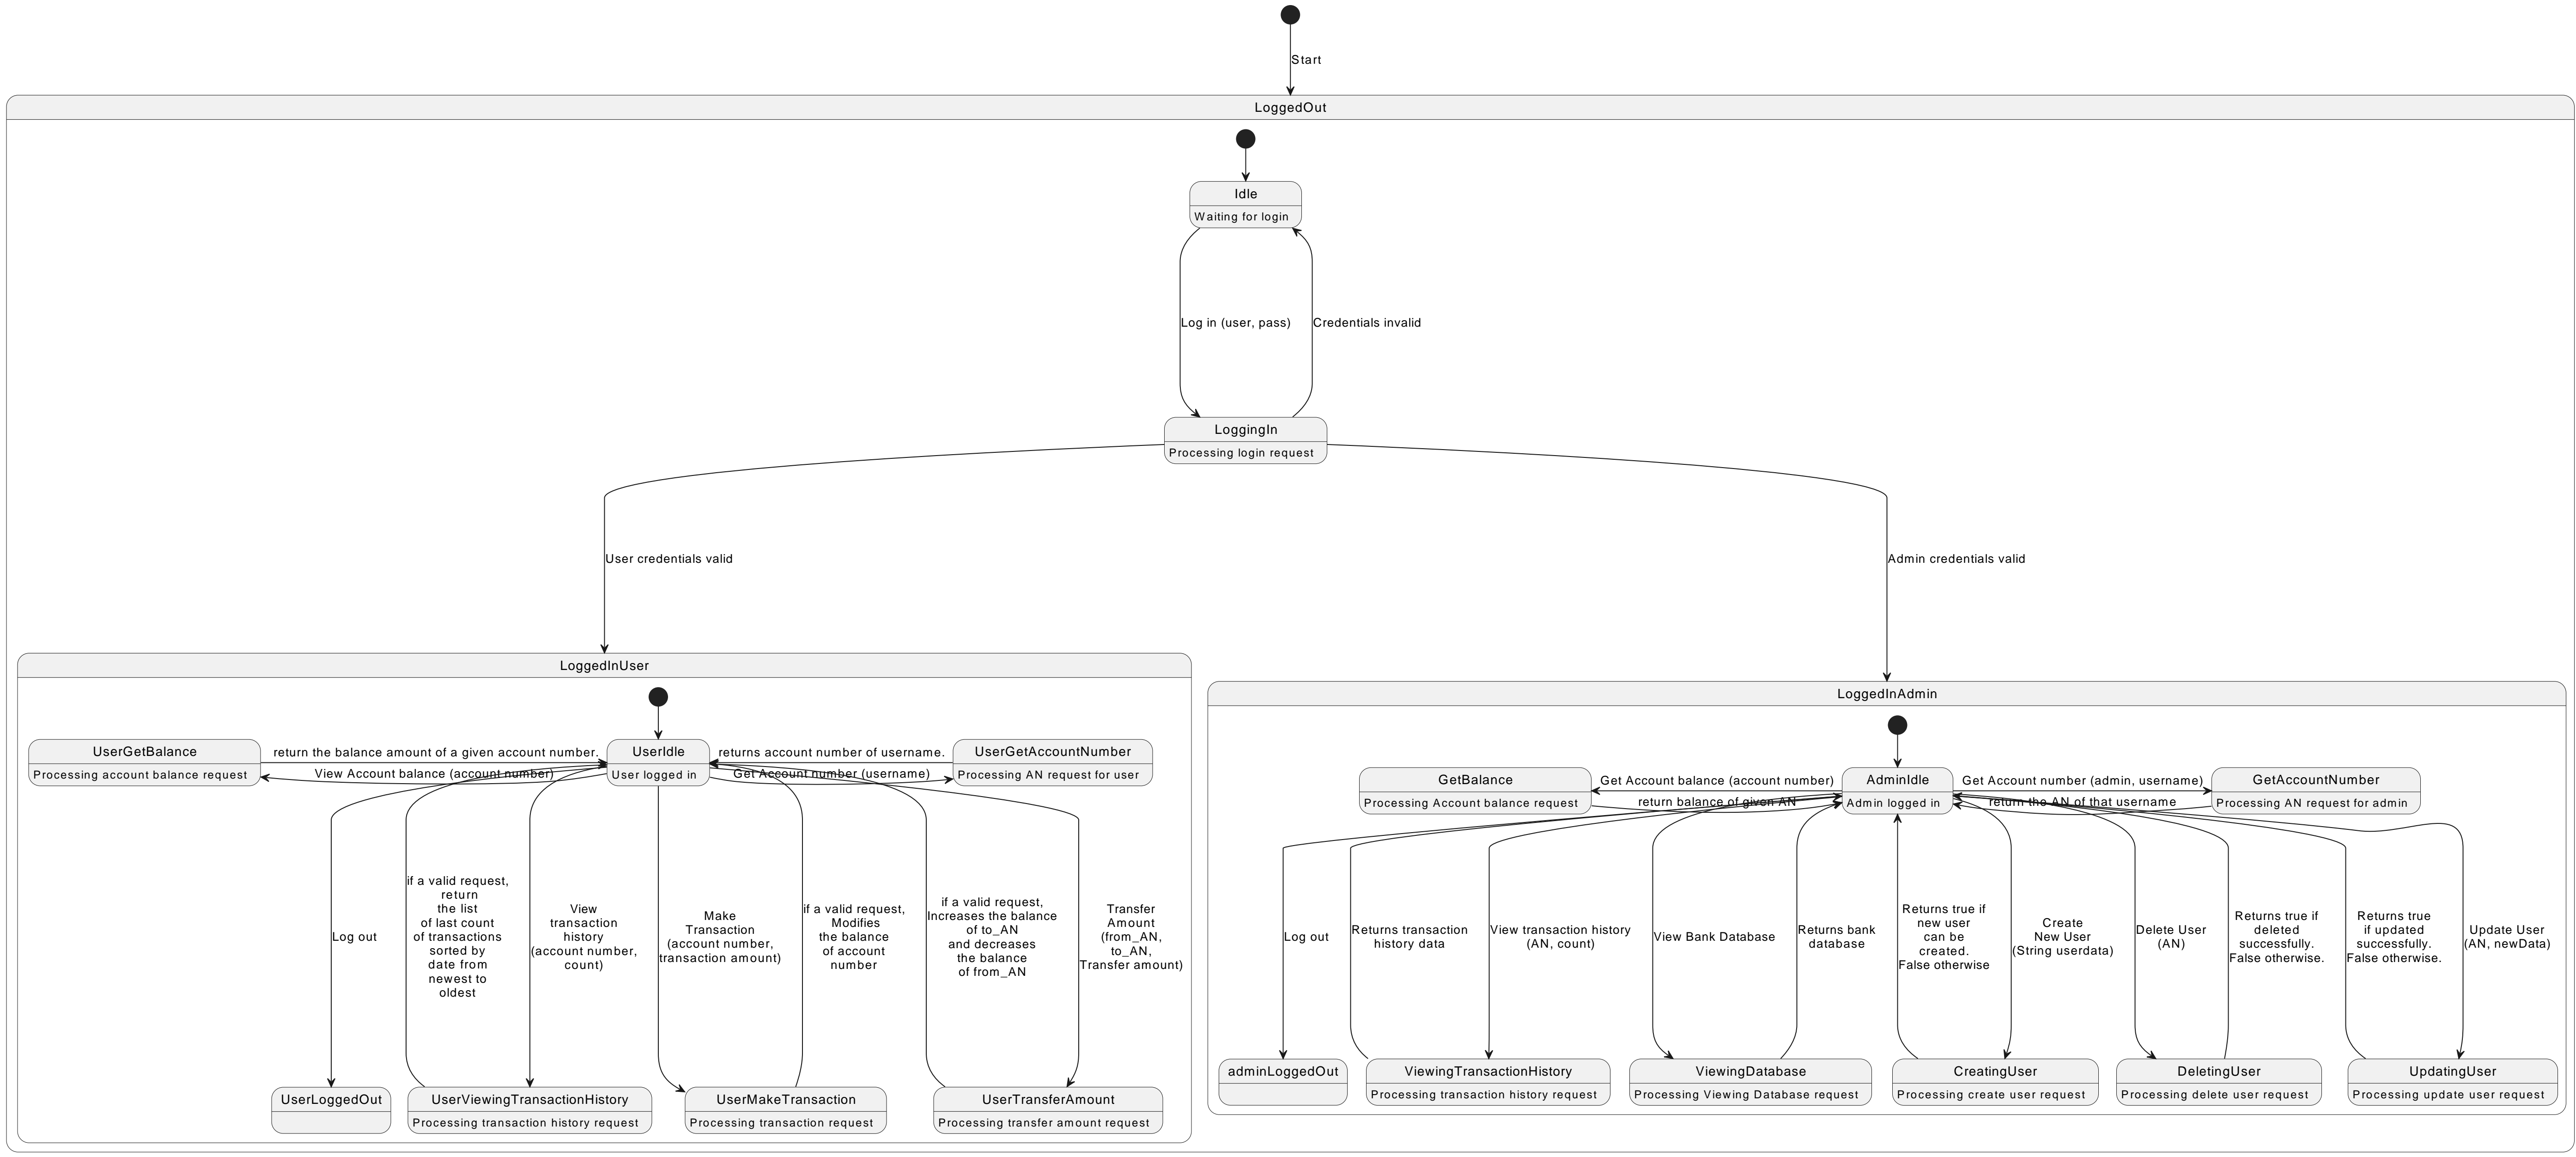 Start
LoggedOut
Idle
Waiting for login
Log in (user, pass)
Credentials invalid
LoggingIn
Processing login request
User credentials valid
Admin credentials valid
LoggedInUser
UserGetBalance
Processing account balance request
return the balance amount of a given account number.
View Account balance (account number)
UserIdle
User logged in
returns account number of username.
Get Account number (username)
UserGetAccountNumber
Processing AN request for user
Log out
if a valid request,
return
the list
of last count
of transactions
sorted by
date from
newest to
oldest
View
transaction
history
(account number,
count)
Make
Transaction
(account number,
transaction amount)
if a valid request,
Modifies
the balance
of account
number
if a valid request,
Increases the balance
of to_AN
and decreases
the balance
of from_AN
Transfer
Amount
(from_AN,
to_AN,
Transfer amount)
UserLoggedOut
UserViewingTransactionHistory
Processing transaction history request
UserMakeTransaction
Processing transaction request
UserTransferAmount
Processing transfer amount request
LoggedInAdmin
GetBalance
Processing Account balance request
Get Account balance (account number)
return balance of given AN
AdminIdle
Admin logged in
Get Account number (admin, username)
return the AN of that username
GetAccountNumber
Processing AN request for admin
Log out
Returns transaction
history data
View transaction history
(AN, count)
View Bank Database
Returns bank
database
Returns true if
new user
can be
created.
False otherwise
Create
New User
(String userdata)
Delete User
(AN)
Returns true if
deleted
successfully.
False otherwise.
Returns true
if updated
successfully.
False otherwise.
Update User
(AN, newData)
adminLoggedOut
ViewingTransactionHistory
Processing transaction history request
ViewingDatabase
Processing Viewing Database request
CreatingUser
Processing create user request
DeletingUser
Processing delete user request
UpdatingUser
Processing update user request